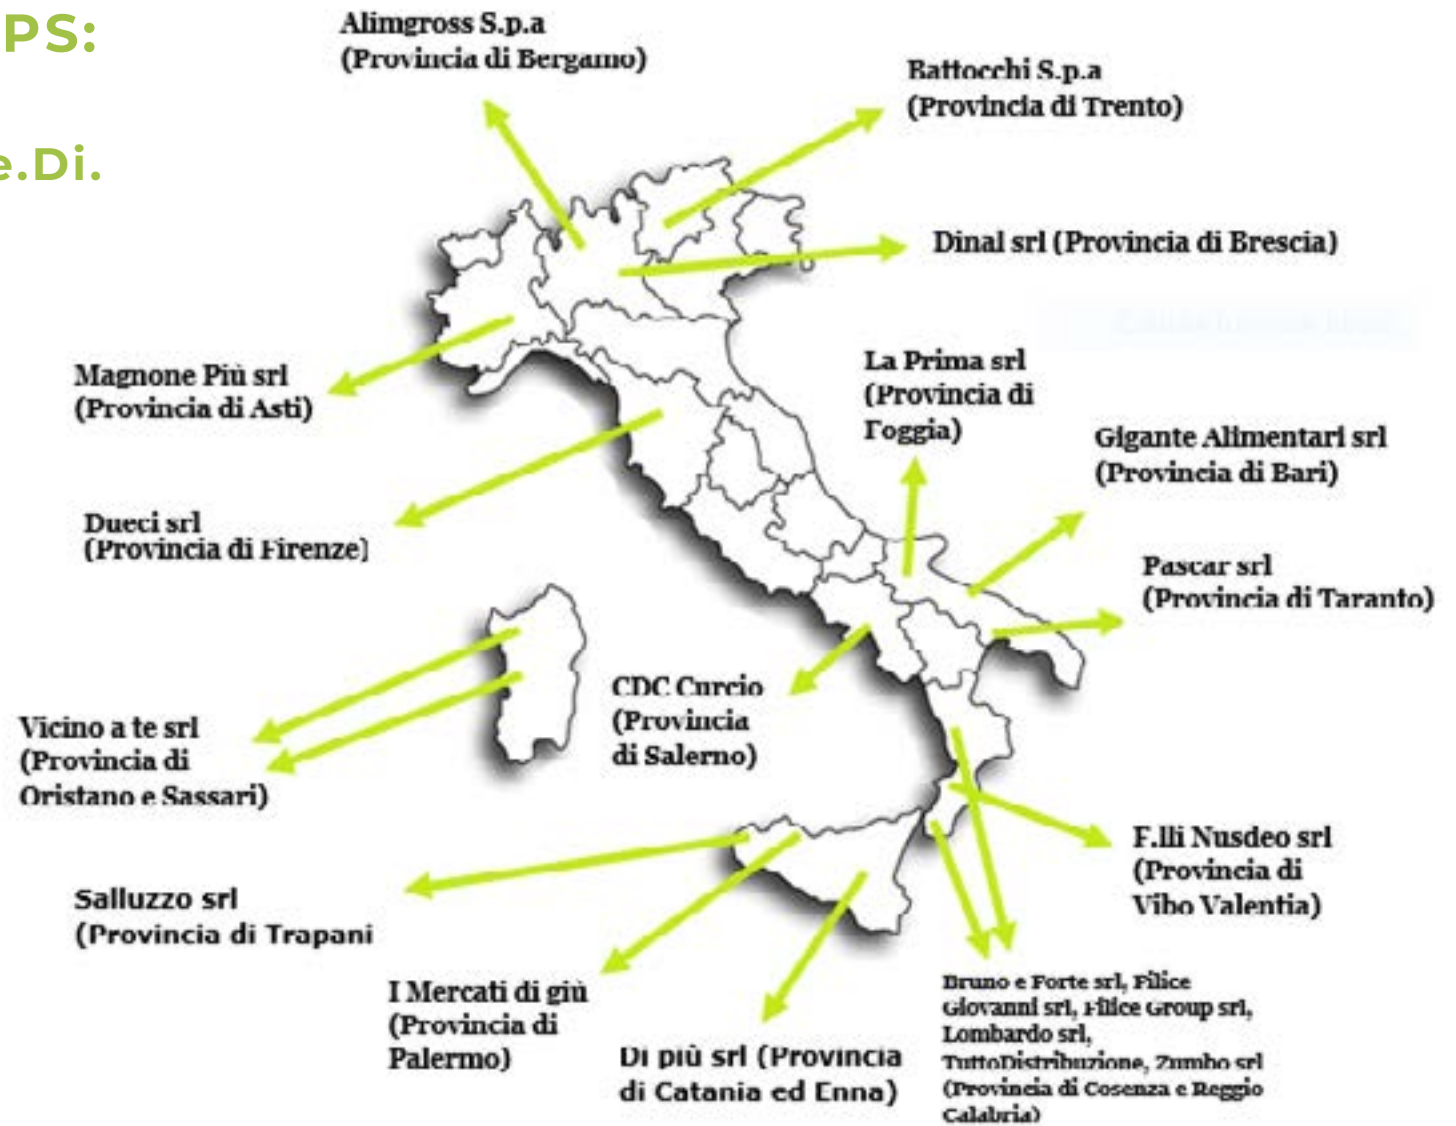 PS:
e.Di.
Alimgross S.p.a
(Provincia di Bergamo)
Battocchi S.p.a
(Provincia di Trento)
Dinal srl (Provincia di Brescia)
Magnone Più srl
(Provincia di Asti)
La Prima srl
(Provincia di
Foggia)
Gigante Alimentari srl
(Provincia di Bari)
Dueci srl
(Provincia di Firenze)
Pascar srl
(Provincia di Taranto)
CDC Curcio
(Provincia
di Salerno)
Vicino a te srl
(Provincia di
Oristano e Sassari)
F.lli Nusdeo srl
(Provincia di
Vibo Valentia)
Salluzzo srl
(Provincia di Trapani
I Mercati di giù
(Provincia di
Palermo)
Di più srl (Provincia
di Catania ed Enna)
Bruno e Forte srl, Filice
Giovanni srl, Filice Group srl,
Lombardo srl,
TuttoDistribuzione, Zumbo srl
(Provincia di Cosenza e Reggio
Calabria)